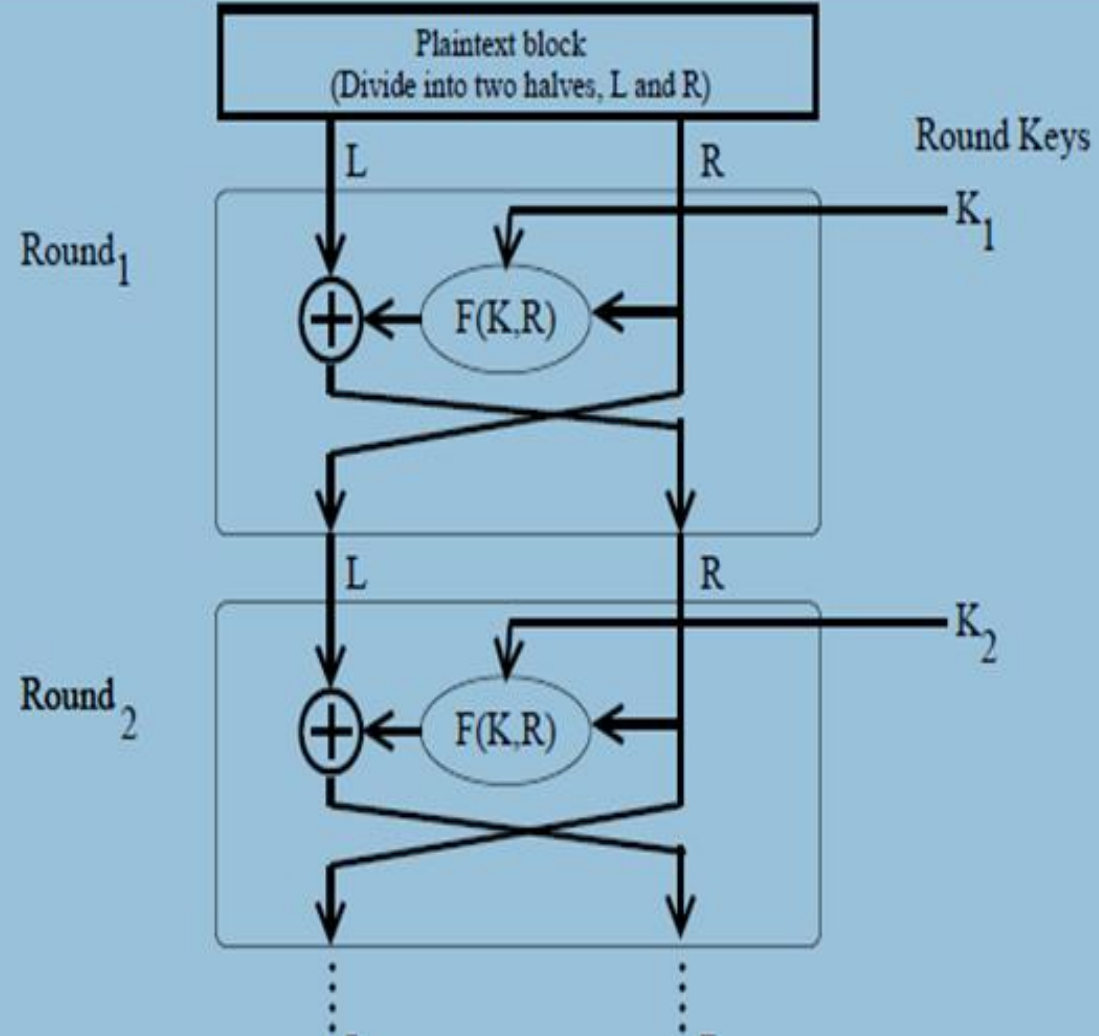 Plaintext block
(Divide into two halves, L and R)
Round Keys
L
R
K1
Round1
F(K,R)
L
R
K2
Round2
F(K,R)